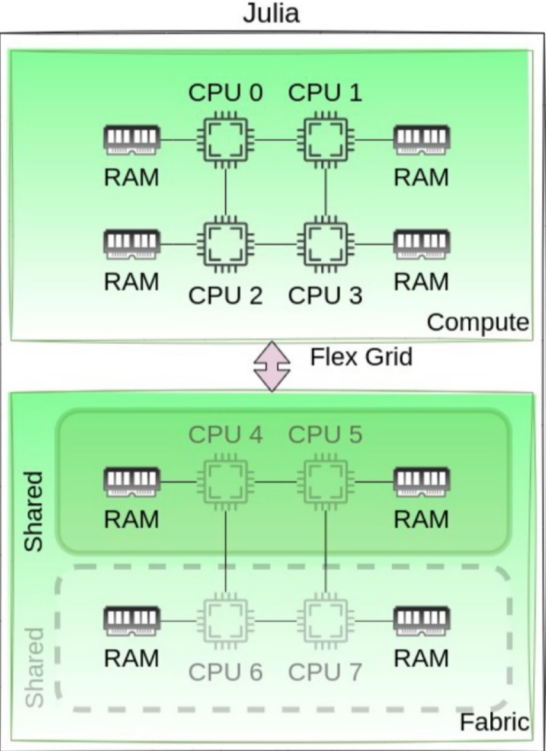 Julia
CPU 0 CPU 1
RAM RAM
RAM RAM
CPU 2 CPU 3
Compute
Flex Grid
CPU 4 CPU 5
Shared
RAM RAM
Shared
RAM RAM
CPU 6 CPU 7
Fabric